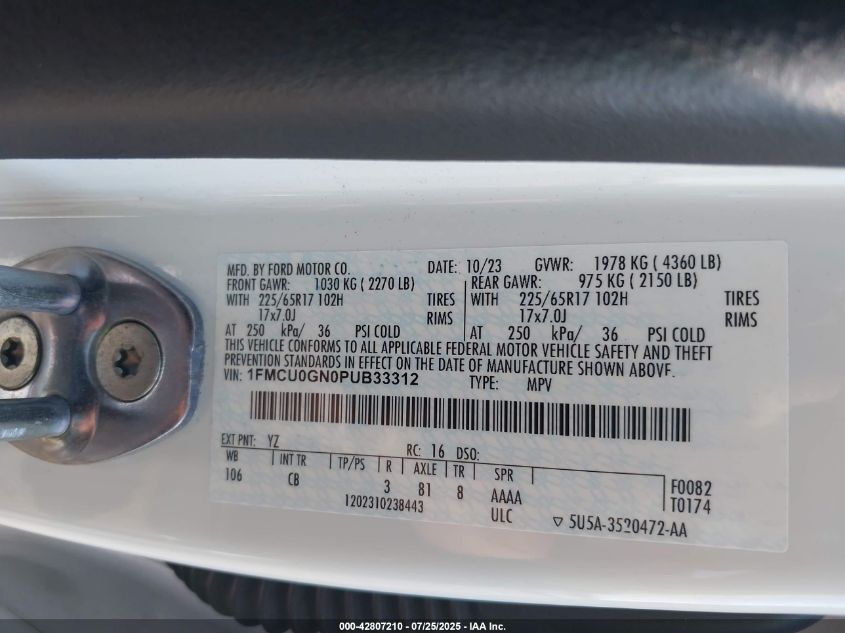 MFD. BY FORD MOTOR CO. DATE: 10/23 GVWR: 1978 KG ( 4360 LB)
FRONT GAWR: 1030 KG ( 2270 LB) REAR GAWR: 975 KG ( 2150 LB)
WITH 225/65R17 102H TIRES WITH 225/65R17 102H TIRES
17x7.0J RIMS 17x7.0J RIMS
AT 250 kPa/ 36 PSI COLD AT 250 kPa/ 36 PSI COLD
THIS VEHICLE CONFORMS TO ALL APPLICABLE FEDERAL MOTOR VEHICLE SAFETY AND THEFT
PREVENTION STANDARDS IN EFFECT ON THE DATE OF MANUFACTURE SHOWN ABOVE.
VIN: 1FMCU0GN0PUB33312 TYPE: MPV
EXT PNT: YZ RC: 16 DSO:
WB INT TR TP/PS R AXLE TR SPR
106 CB 3 81 8 AAAA F0082
1202310238443 ULC T0174
5U5A-3520472-AA
000-42807210 - 07/25/2025 - IAA Inc.